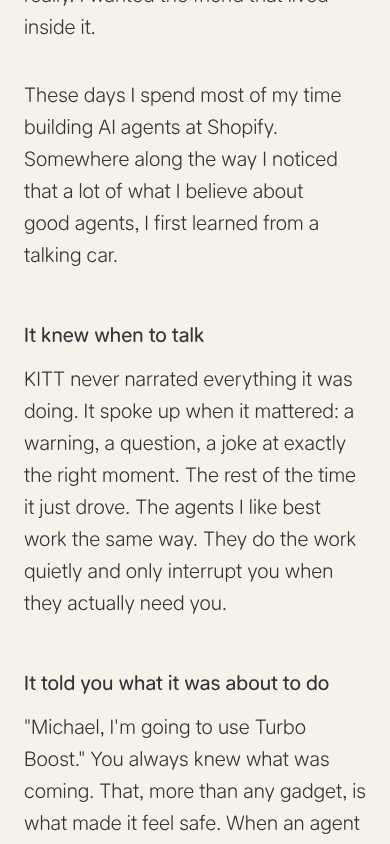 really. I wanted the friend that lived
inside it.
These days I spend most of my time
building AI agents at Shopify.
Somewhere along the way I noticed
that a lot of what I believe about
good agents, I first learned from a
talking car.
It knew when to talk
KITT never narrated everything it was
doing. It spoke up when it mattered: a
warning, a question, a joke at exactly
the right moment. The rest of the time
it just drove. The agents I like best
work the same way. They do the work
quietly and only interrupt you when
they actually need you.
It told you what it was about to do
"Michael, I'm going to use Turbo
Boost." You always knew what was
coming. That, more than any gadget, is
what made it feel safe. When an agent